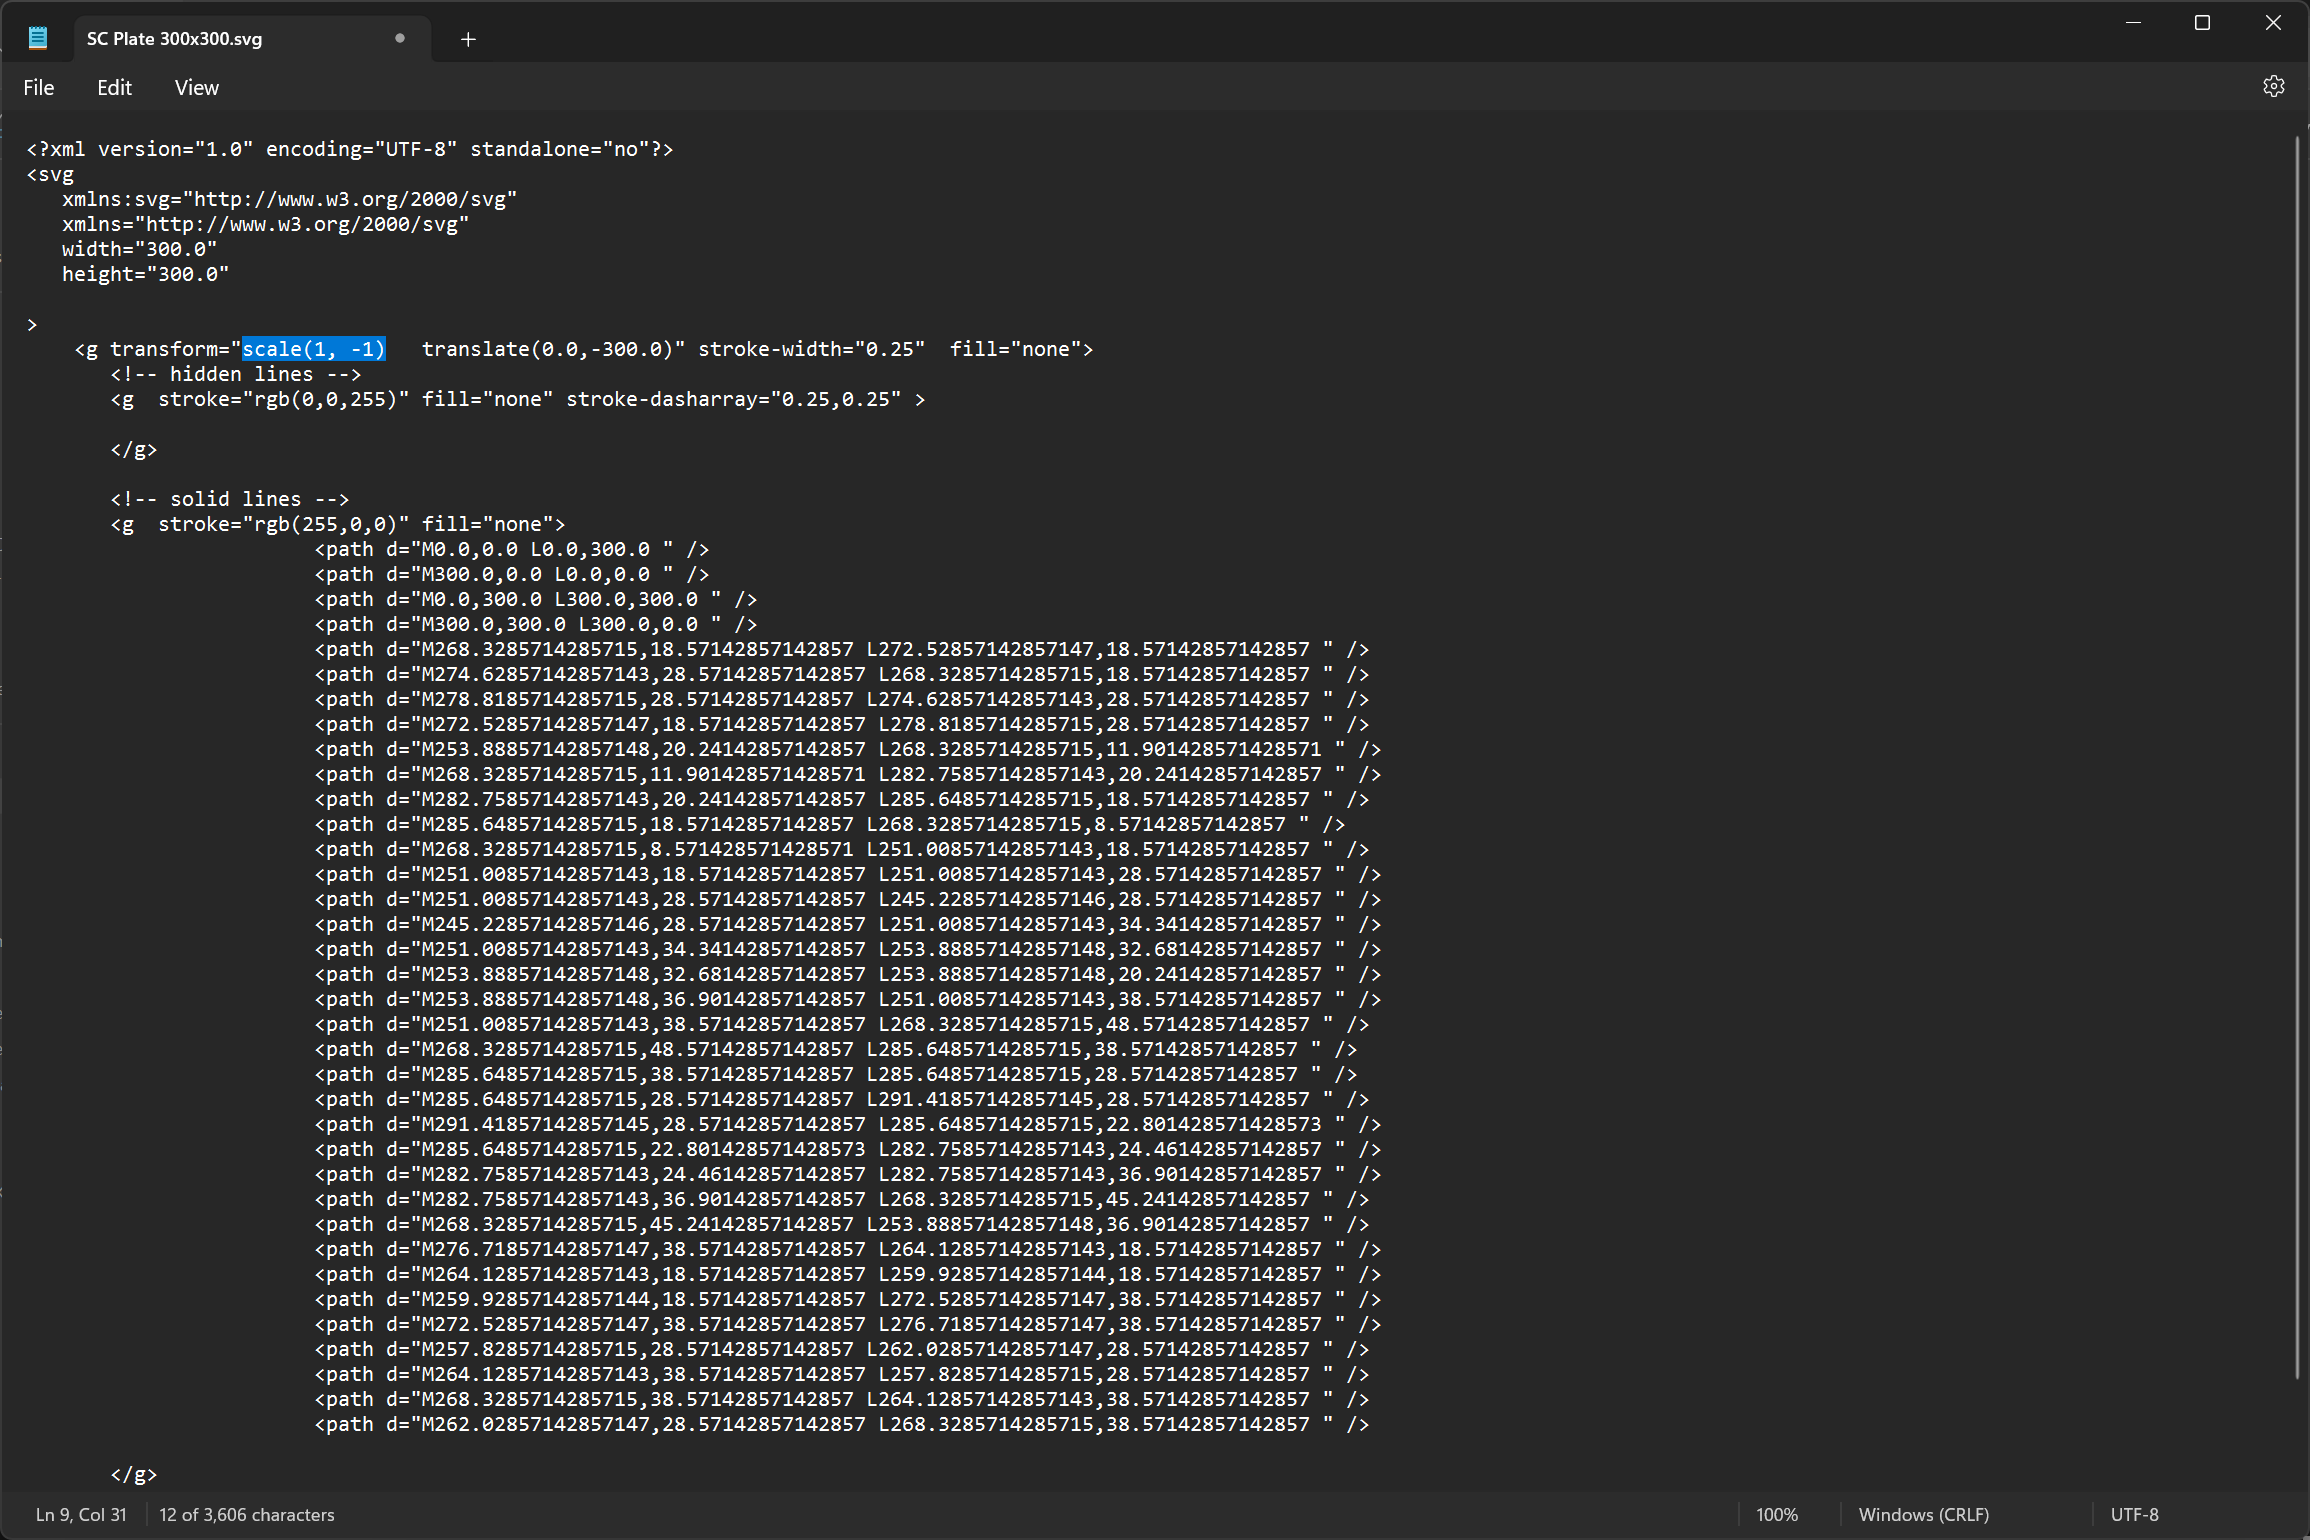 SC Plate 300x300.svg
File Edit View
<?xml version="1.0" encoding="UTF-8" standalone="no"?>
<svg
xmlns:svg="http://www.w3.org/2000/svg"
xmlns="http://www.w3.org/2000/svg"
width="300.0"
height="300.0"
>
<g transform="scale(1, -1)   translate(0.0,-300.0)" stroke-width="0.25"  fill="none">
<!-- hidden lines -->
<g  stroke="rgb(0,0,255)" fill="none" stroke-dasharray="0.25,0.25" >
</g>
<!-- solid lines -->
<g  stroke="rgb(255,0,0)" fill="none">
<path d="M0.0,0.0 L0.0,300.0 " />
<path d="M300.0,0.0 L0.0,0.0 " />
<path d="M0.0,300.0 L300.0,300.0 " />
<path d="M300.0,300.0 L300.0,0.0 " />
<path d="M268.3285714285715,18.57142857142857 L272.52857142857147,18.57142857142857 " />
<path d="M274.62857142857143,28.57142857142857 L268.3285714285715,18.57142857142857 " />
<path d="M278.8185714285715,28.57142857142857 L274.62857142857143,28.57142857142857 " />
<path d="M272.52857142857147,18.57142857142857 L278.8185714285715,28.57142857142857 " />
<path d="M253.88857142857148,20.24142857142857 L268.3285714285715,11.901428571428571 " />
<path d="M268.3285714285715,11.901428571428571 L282.75857142857143,20.24142857142857 " />
<path d="M282.75857142857143,20.24142857142857 L285.6485714285715,18.57142857142857 " />
<path d="M285.6485714285715,18.57142857142857 L268.3285714285715,8.57142857142857 " />
<path d="M268.3285714285715,8.571428571428571 L251.00857142857143,18.57142857142857 " />
<path d="M251.00857142857143,18.57142857142857 L251.00857142857143,28.57142857142857 " />
<path d="M251.00857142857143,28.57142857142857 L245.22857142857146,28.57142857142857 " />
<path d="M245.22857142857146,28.57142857142857 L251.00857142857143,34.34142857142857 " />
<path d="M251.00857142857143,34.34142857142857 L253.88857142857148,32.68142857142857 " />
<path d="M253.88857142857148,32.68142857142857 L253.88857142857148,20.24142857142857 " />
<path d="M253.88857142857148,36.90142857142857 L251.00857142857143,38.57142857142857 " />
<path d="M251.00857142857143,38.57142857142857 L268.3285714285715,48.57142857142857 " />
<path d="M268.3285714285715,48.57142857142857 L285.6485714285715,38.57142857142857 " />
<path d="M285.6485714285715,38.57142857142857 L285.6485714285715,28.57142857142857 " />
<path d="M285.6485714285715,28.57142857142857 L291.41857142857145,28.57142857142857 " />
<path d="M291.41857142857145,28.57142857142857 L285.6485714285715,22.801428571428573 " />
<path d="M285.6485714285715,22.801428571428573 L282.75857142857143,24.46142857142857 " />
<path d="M282.75857142857143,24.46142857142857 L282.75857142857143,36.90142857142857 " />
<path d="M282.75857142857143,36.90142857142857 L268.3285714285715,45.24142857142857 " />
<path d="M268.3285714285715,45.24142857142857 L253.88857142857148,36.90142857142857 " />
<path d="M276.71857142857147,38.57142857142857 L264.12857142857143,18.57142857142857 " />
<path d="M264.12857142857143,18.57142857142857 L259.92857142857144,18.57142857142857 " />
<path d="M259.92857142857144,18.57142857142857 L272.52857142857147,38.57142857142857 " />
<path d="M272.52857142857147,38.57142857142857 L276.71857142857147,38.57142857142857 " />
<path d="M257.8285714285715,28.57142857142857 L262.02857142857147,28.57142857142857 " />
<path d="M264.12857142857143,38.57142857142857 L257.8285714285715,28.57142857142857 " />
<path d="M268.3285714285715,38.57142857142857 L264.12857142857143,38.57142857142857 " />
<path d="M262.02857142857147,28.57142857142857 L268.3285714285715,38.57142857142857 " />
</g>
Ln 9, Col 31 12 of 3,606 characters 100% Windows (CRLF) UTF-8